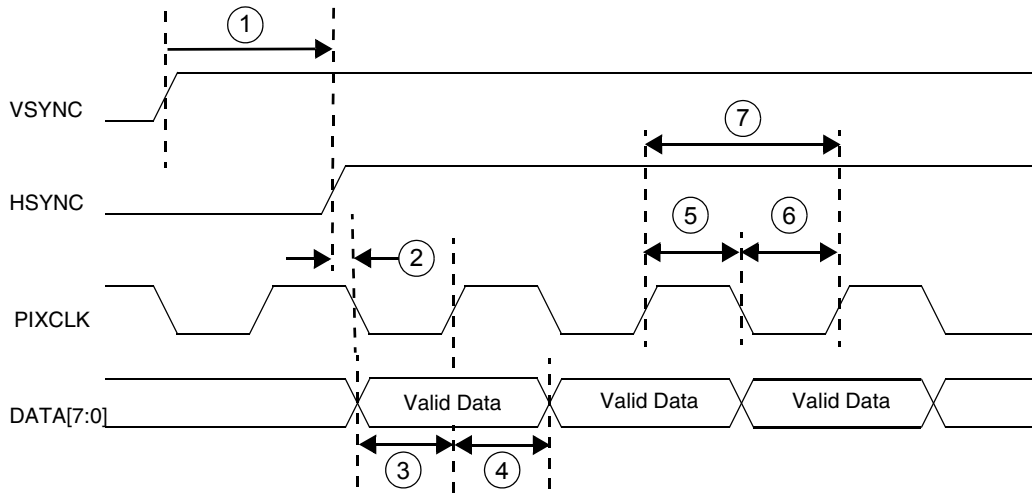 1
VSYNC
7
HSYNC
5
6
2
PIXCLK
DATA[7:0]
Valid Data
Valid Data
Valid Data
3
4